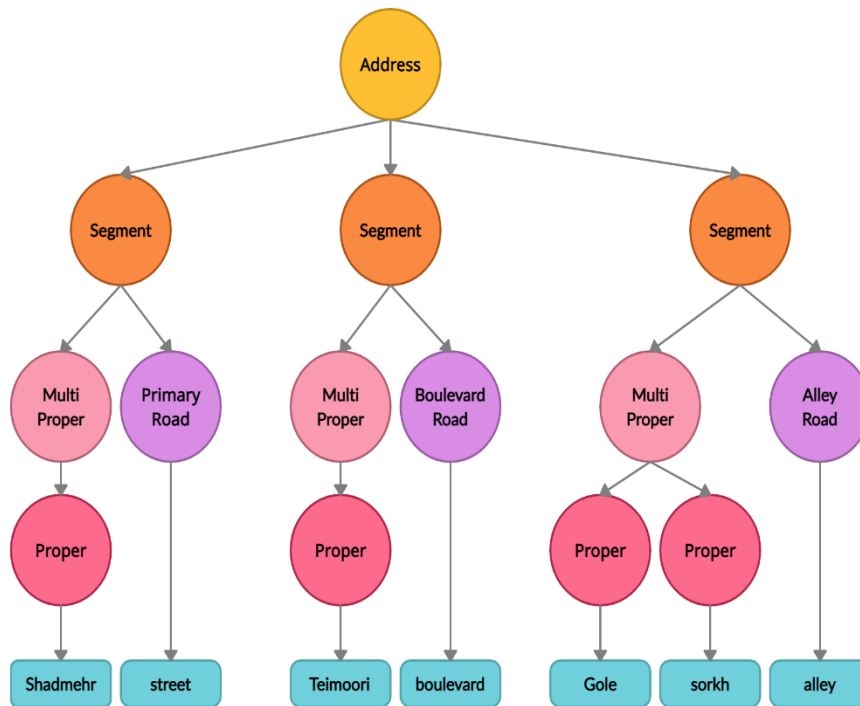 Address
Segment
Segment
Segment
Multi
Proper
Primary
Road
Multi
Proper
Boulevard
Road
Multi
Proper
Alley
Road
Proper
Proper
Proper
Proper
Shadmehr
street
Teimoori
boulevard
Gole
sorkh
alley